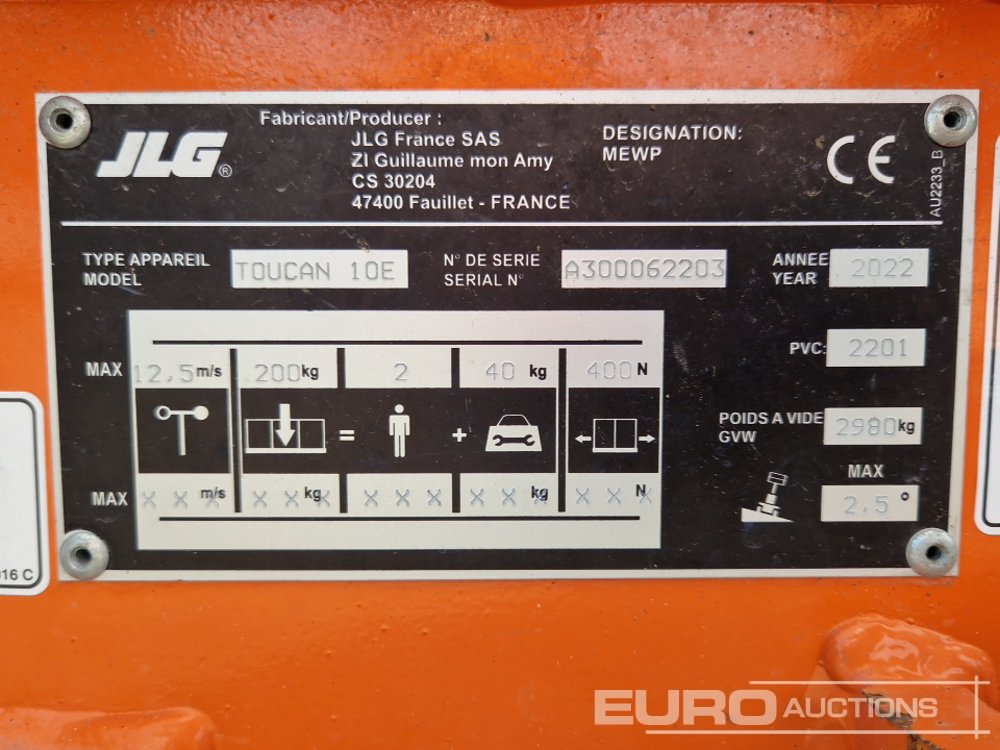 JLG®
Fabricant/Producer :
JLG France SAS
ZI Guillaume mon Amy
CS 30204
47400 Fauillet - FRANCE
DESIGNATION:
MEWP
CE
AU2233_B
TYPE APPAREIL
MODEL
TOUCAN 10E
N° DE SERIE
SERIAL N°
A300062203
ANNEE
YEAR
2022
MAX 12,5 m/s 200 kg 2 40 kg 400 N
= +
MAX X X m/s X X X kg X X X X X X kg X X X N
PVC: 2201
POIDS A VIDE
GVW
2980 kg
MAX
2,5 °
016 C
EURO AUCTIONS